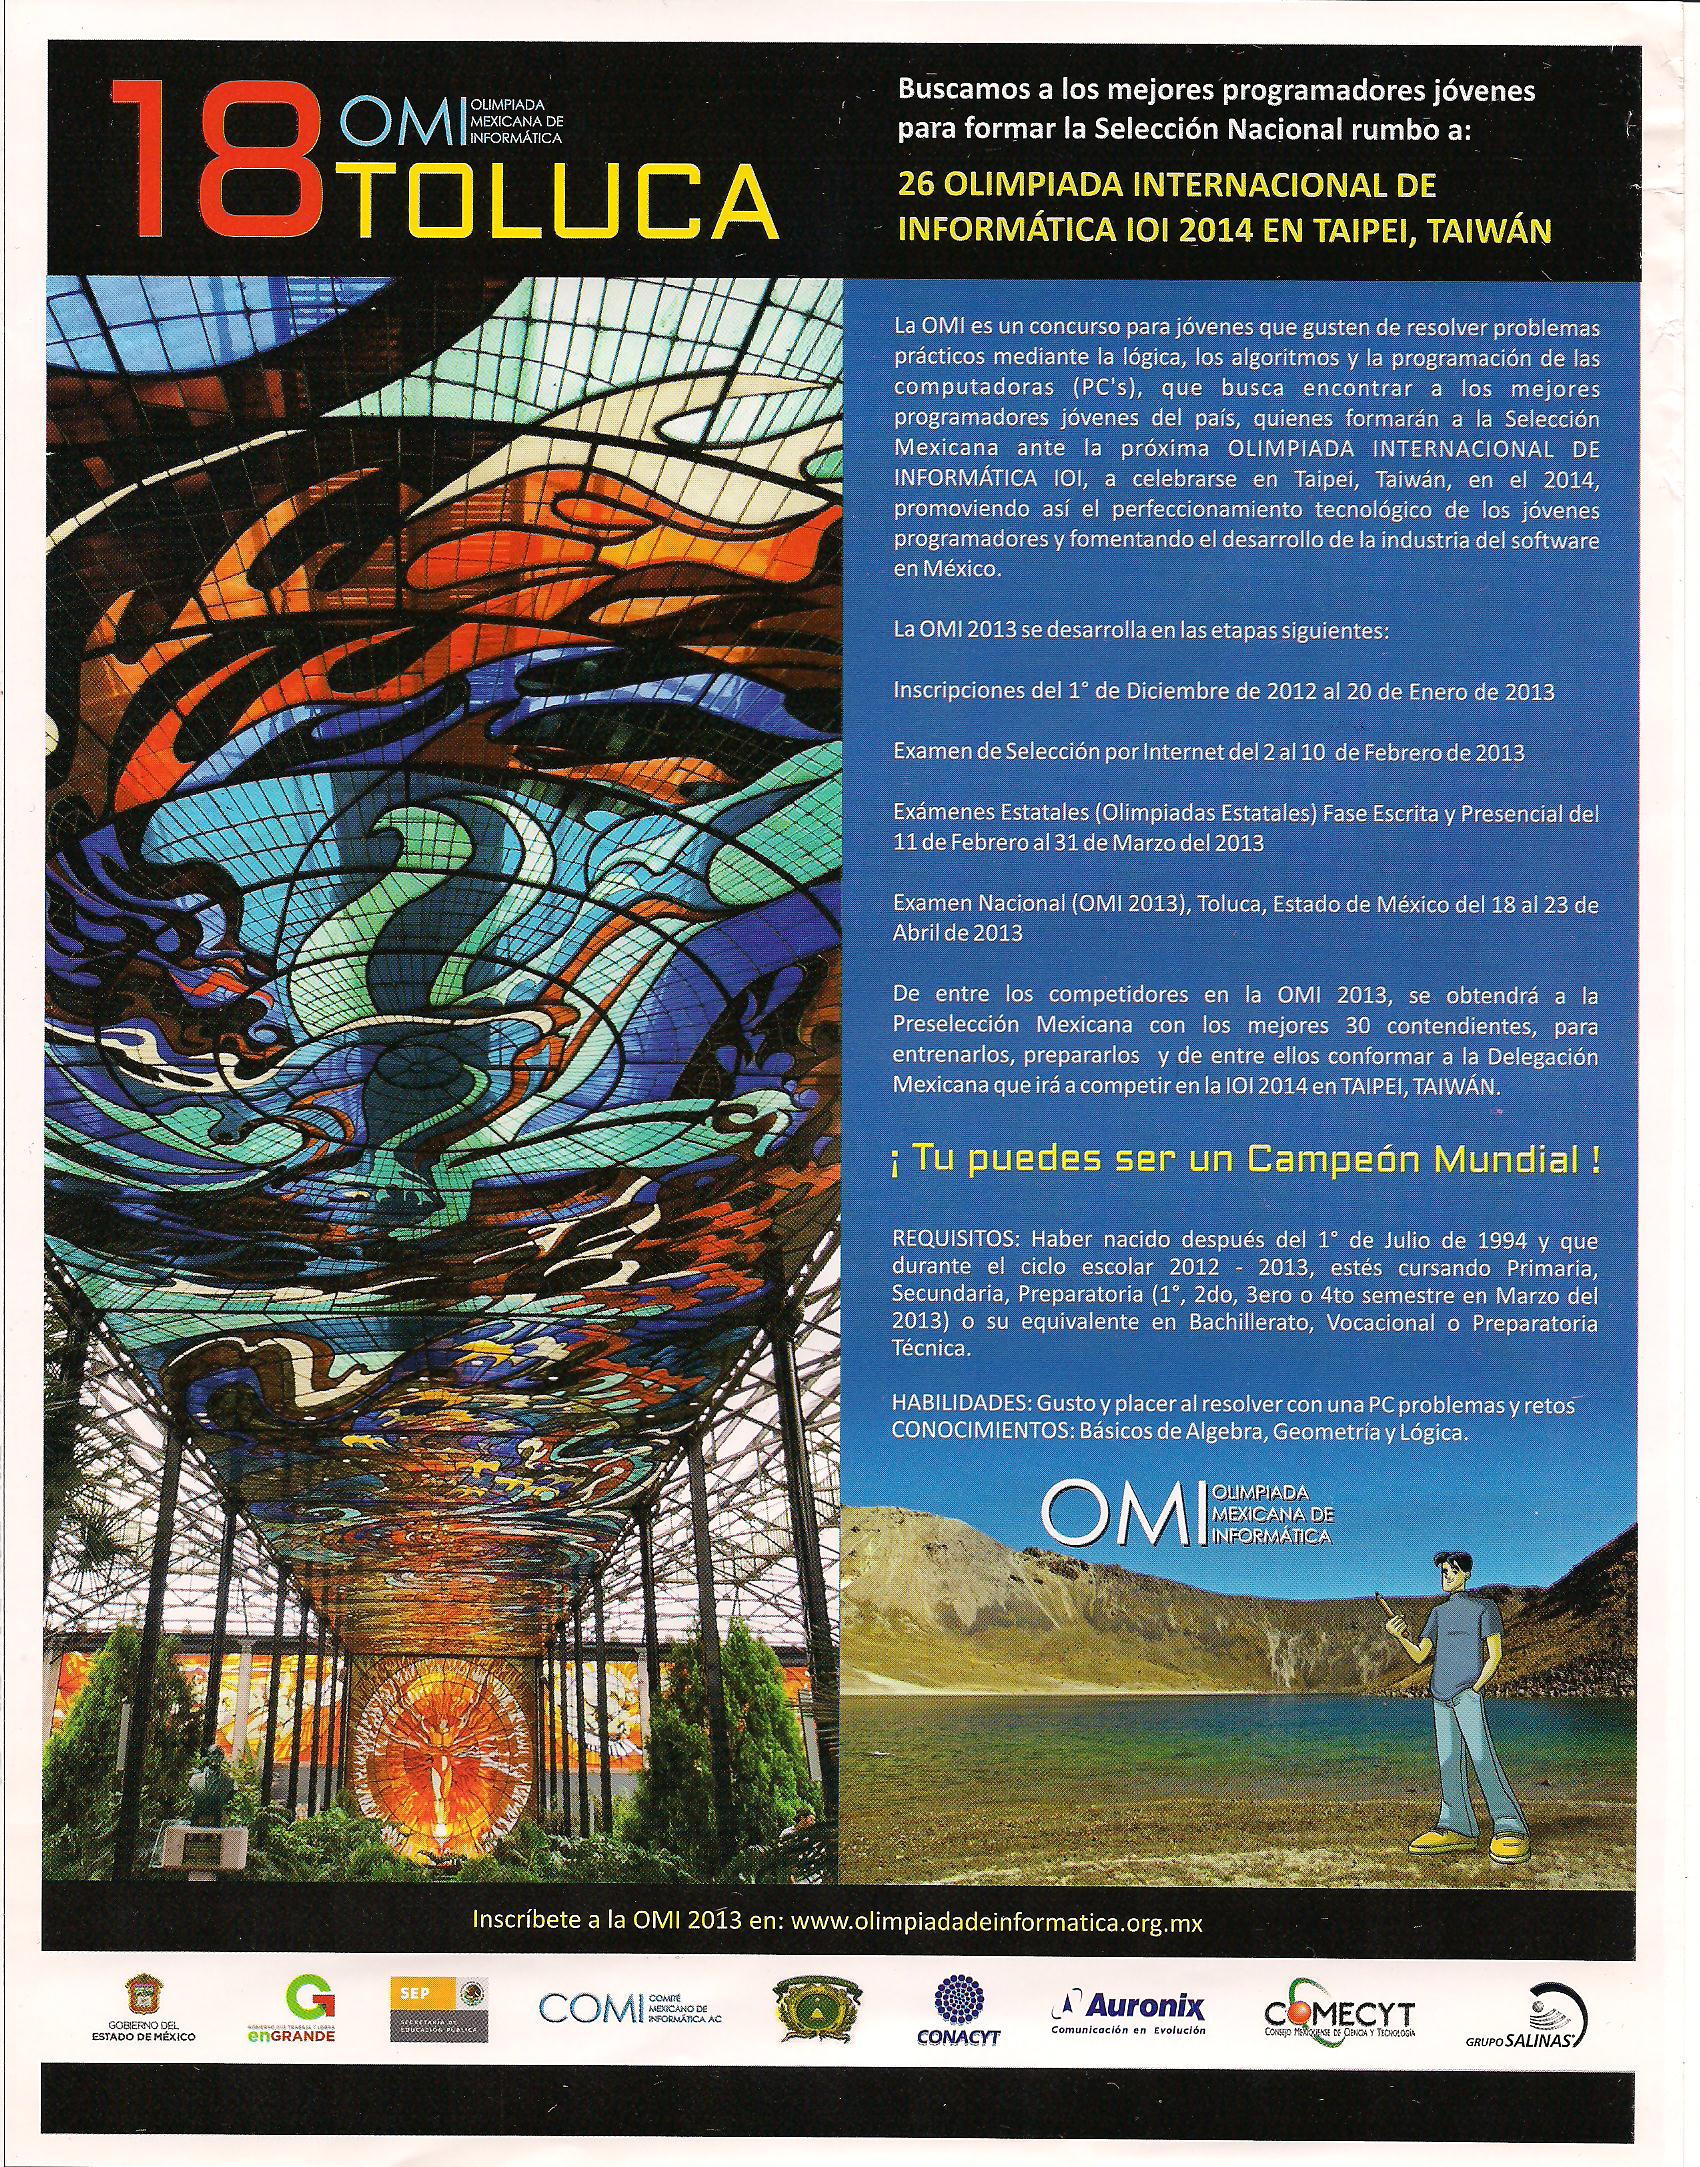 18 OMI OLIMPIADA
MEXICANA DE
INFORMÁTICA
TOLUCA
Buscamos a los mejores programadores jóvenes
para formar la Selección Nacional rumbo a:
26 OLIMPIADA INTERNACIONAL DE
INFORMÁTICA IOI 2014 EN TAIPEI, TAIWÁN
La OMI es un concurso para jóvenes que gusten de resolver problemas
prácticos mediante la lógica, los algoritmos y la programación de las
computadoras (PC's), que busca encontrar a los mejores
programadores jóvenes del país, quienes formarán a la Selección
Mexicana ante la próxima OLIMPIADA INTERNACIONAL DE
INFORMÁTICA IOI, a celebrarse en Taipei, Taiwán, en el 2014,
promoviendo así el perfeccionamiento tecnológico de los jóvenes
programadores y fomentando el desarrollo de la industria del software
en México.
La OMI 2013 se desarrolla en las etapas siguientes:
Inscripciones del 1° de Diciembre de 2012 al 20 de Enero de 2013
Examen de Selección por Internet del 2 al 10 de Febrero de 2013
Exámenes Estatales (Olimpiadas Estatales) Fase Escrita y Presencial del
11 de Febrero al 31 de Marzo del 2013
Examen Nacional (OMI 2013), Toluca, Estado de México del 18 al 23 de
Abril de 2013
De entre los competidores en la OMI 2013, se obtendrá a la
Preselección Mexicana con los mejores 30 contendientes, para
entrenarlos, prepararlos y de entre ellos conformar a la Delegación
Mexicana que irá a competir en la IOI 2014 en TAIPEI, TAIWÁN.
¡ Tu puedes ser un Campeón Mundial !
REQUISITOS: Haber nacido después del 1° de Julio de 1994 y que
durante el ciclo escolar 2012 - 2013, estés cursando Primaria,
Secundaria, Preparatoria (1°, 2do, 3ero o 4to semestre en Marzo del
2013) o su equivalente en Bachillerato, Vocacional o Preparatoria
Técnica.
HABILIDADES: Gusto y placer al resolver con una PC problemas y retos
CONOCIMIENTOS: Básicos de Algebra, Geometría y Lógica.
OMI OLIMPIADA
MEXICANA DE
INFORMÁTICA
Inscríbete a la OMI 2013 en: www.olimpiadadeinformatica.org.mx
GOBIERNO DEL
ESTADO DE MÉXICO
GOBIERNO QUE TRABAJA Y LOGRA
enGRANDE
SEP
SECRETARÍA DE
EDUCACIÓN PÚBLICA
COMI COMITÉ
MEXICANO DE
INFORMÁTICA AC
CONACYT
Auronix
Comunicación en Evolución
COMECYT
CONSEJO MEXIQUENSE DE CIENCIA Y TECNOLOGÍA
GRUPO SALINAS